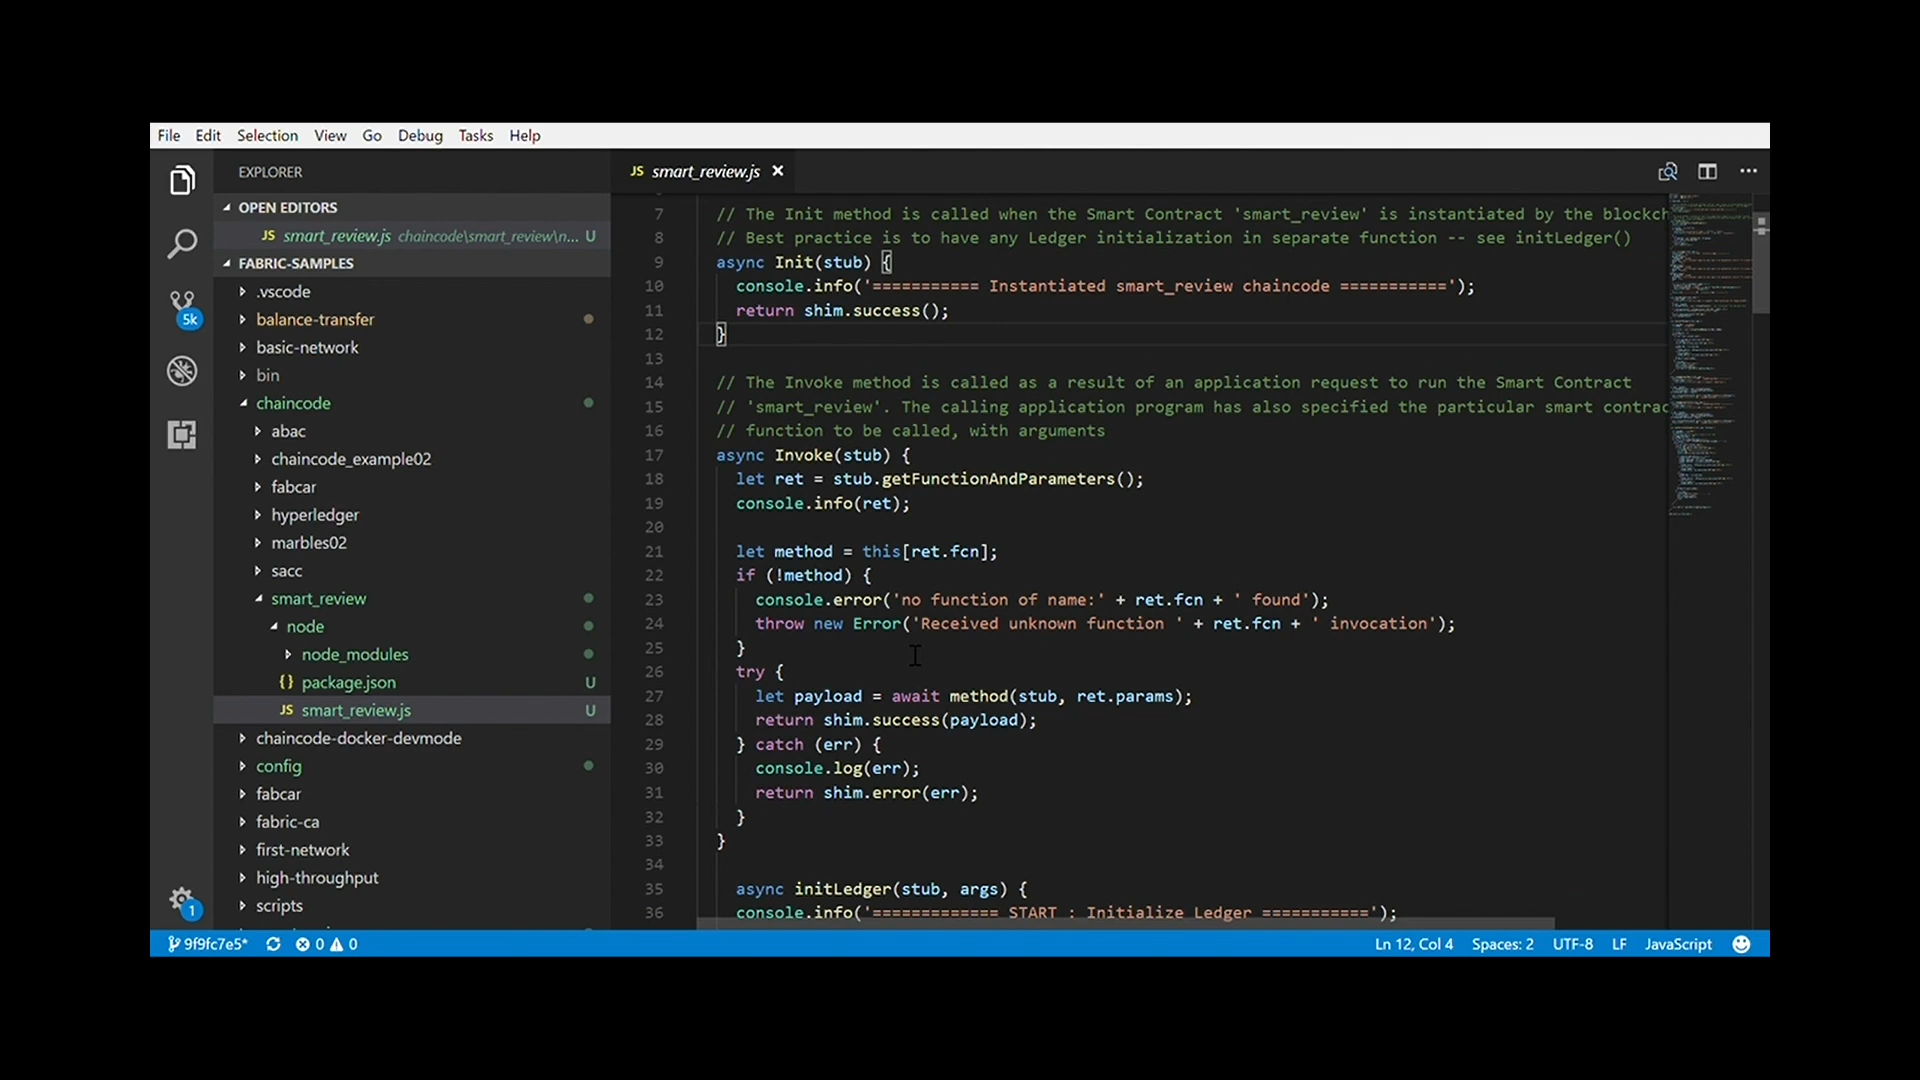 File Edit Selection View Go Debug Tasks Help
EXPLORER
OPEN EDITORS
JS smart_review.js chaincode\smart_review\n... U
FABRIC-SAMPLES
.vscode
balance-transfer
basic-network
bin
chaincode
abac
chaincode_example02
fabcar
hyperledger
marbles02
sacc
smart_review
node
node_modules
{} package.json U
JS smart_review.js U
chaincode-docker-devmode
config
fabcar
fabric-ca
first-network
high-throughput
scripts
5k
1
JS smart_review.js ×
7 // The Init method is called when the Smart Contract 'smart_review' is instantiated by the blockch
8 // Best practice is to have any Ledger initialization in separate function -- see initLedger()
9 async Init(stub) {
10 console.info('=========== Instantiated smart_review chaincode ===========');
11 return shim.success();
12 }
13
14 // The Invoke method is called as a result of an application request to run the Smart Contract
15 // 'smart_review'. The calling application program has also specified the particular smart contrac
16 // function to be called, with arguments
17 async Invoke(stub) {
18 let ret = stub.getFunctionAndParameters();
19 console.info(ret);
20
21 let method = this[ret.fcn];
22 if (!method) {
23 console.error('no function of name:' + ret.fcn + ' found');
24 throw new Error('Received unknown function ' + ret.fcn + ' invocation');
25 }
26 try {
27 let payload = await method(stub, ret.params);
28 return shim.success(payload);
29 } catch (err) {
30 console.log(err);
31 return shim.error(err);
32 }
33 }
34
35 async initLedger(stub, args) {
36 console.info('============= START : Initialize Ledger ===========');
9f9fc7e5* 0 0 Ln 12, Col 4 Spaces: 2 UTF-8 LF JavaScript